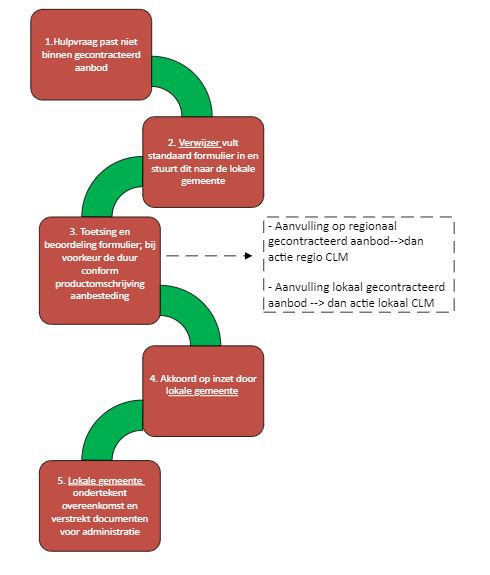 1.Hulpvraag past niet
binnen gecontracteerd
aanbod
2. Verwijzer vult
standaard formulier in en
stuurt dit naar de lokale
gemeente
3. Toetsing en
beoordeling formulier; bij
voorkeur de duur
conform
productomschrijving
aanbesteding
- Aanvulling op regionaal
gecontracteerd aanbod-->dan
actie regio CLM
- Aanvulling lokaal gecontracteerd
aanbod --> dan actie lokaal CLM
4. Akkoord op inzet door
lokale gemeente
5. Lokale gemeente
ondertekent
overeenkomst en
verstrekt documenten
voor administratie